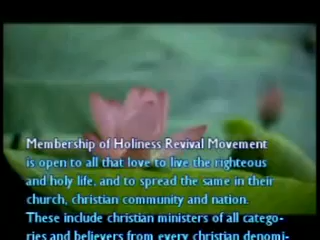 Membership of Holiness Revival Movement
is open to all that love to live the righteous
and holy life, and to spread the same in their
church, christian community and nation.
These include christian ministers of all catego-
ries and believers from every christian denomi-